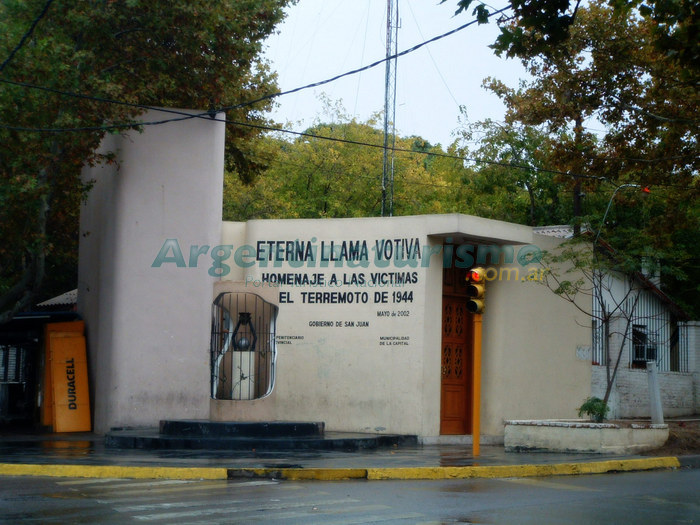 ETERNA LLAMA VOTIVA
HOMENAJE A LAS VICTIMAS
EL TERREMOTO DE 1944
MAYO de 2002
GOBIERNO DE SAN JUAN
MUNICIPALIDAD
DE LA CAPITAL
DURACELL
Argentinaturismo.com.ar